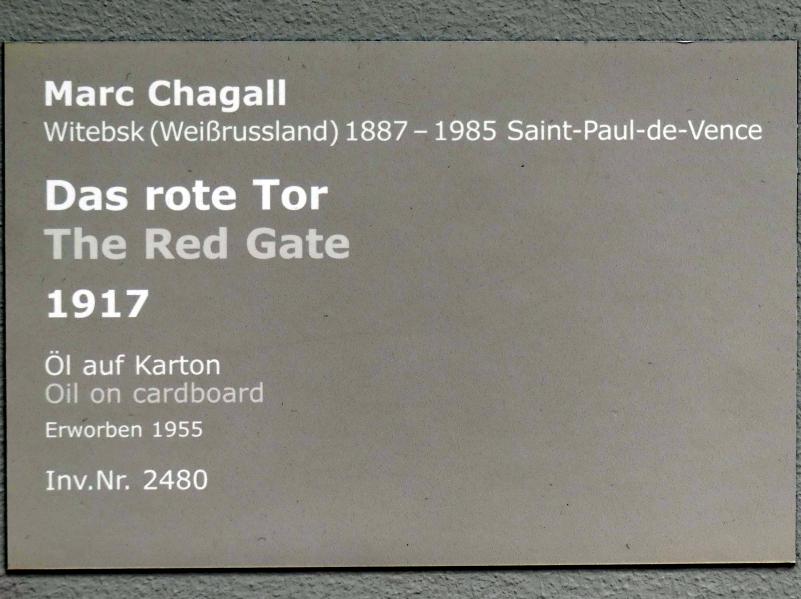 Marc Chagall
Witebsk (Weißrussland) 1887 – 1985 Saint-Paul-de-Vence
Das rote Tor
The Red Gate
1917
Öl auf Karton
Oil on cardboard
Erworben 1955
Inv.Nr. 2480